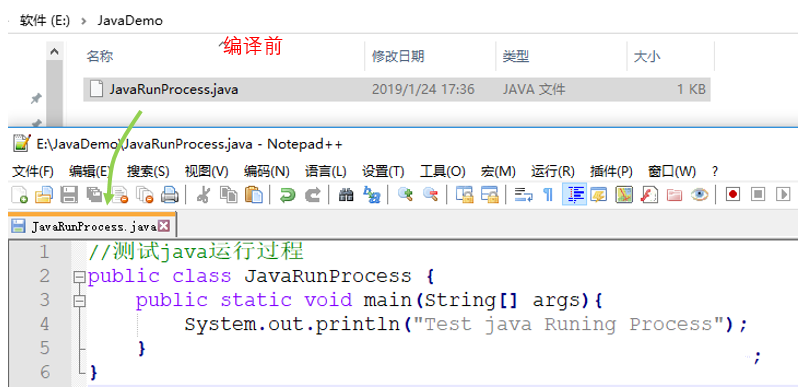 软件 (E:) > JavaDemo
编译前
名称 修改日期 类型 大小
JavaRunProcess.java 2019/1/24 17:36 JAVA 文件 1 KB
E:\JavaDemo\JavaRunProcess.java - Notepad++
文件(F) 编辑(E) 搜索(S) 视图(V) 编码(N) 语言(L) 设置(T) 工具(O) 宏(M) 运行(R) 插件(P) 窗口(W) ?
JavaRunProcess.java
1 //测试java运行过程
2 public class JavaRunProcess {
3 public static void main(String[] args){
4 System.out.println("Test java Runing Process");
5 } ;
6 }